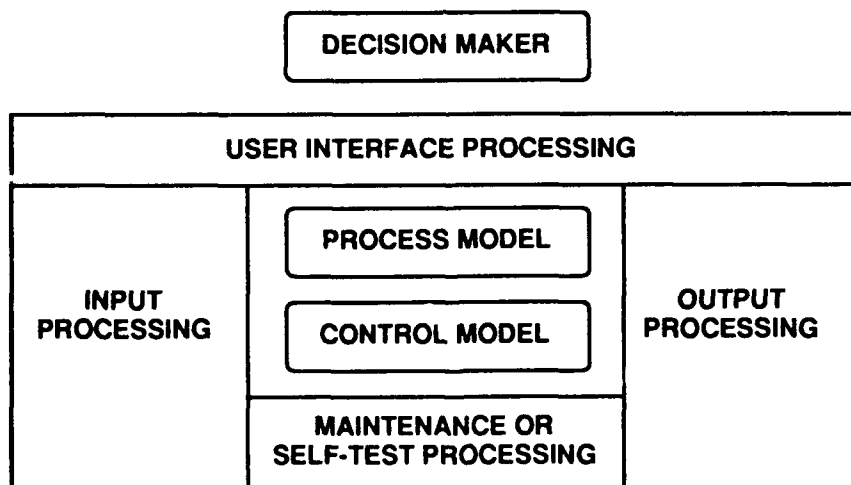 DECISION MAKER
USER INTERFACE PROCESSING
INPUT
PROCESSING
PROCESS MODEL
CONTROL MODEL
OUTPUT
PROCESSING
MAINTENANCE OR
SELF-TEST PROCESSING